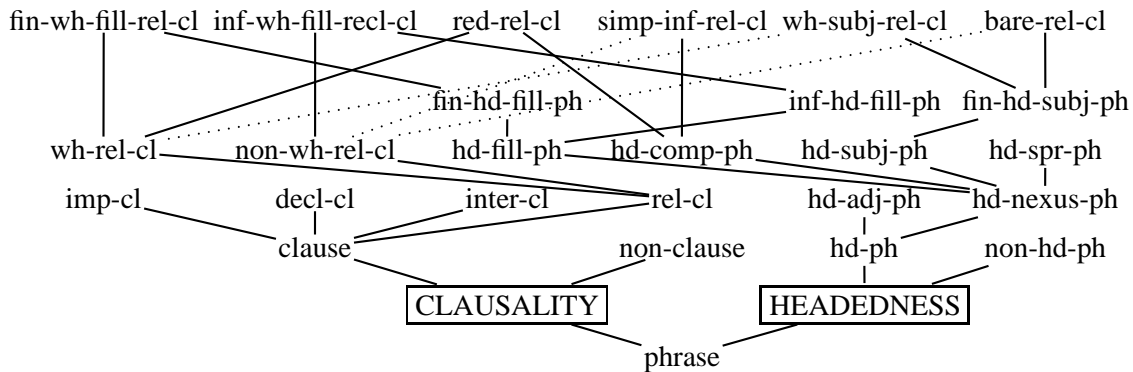 fin-wh-fill-rel-cl inf-wh-fill-recl-cl red-rel-cl simp-inf-rel-cl wh-subj-rel-cl bare-rel-cl
fin-hd-fill-ph inf-hd-fill-ph fin-hd-subj-ph
wh-rel-cl non-wh-rel-cl hd-fill-ph hd-comp-ph hd-subj-ph hd-spr-ph
imp-cl decl-cl inter-cl rel-cl hd-adj-ph hd-nexus-ph
clause non-clause hd-ph non-hd-ph
CLAUSALITY HEADEDNESS
phrase